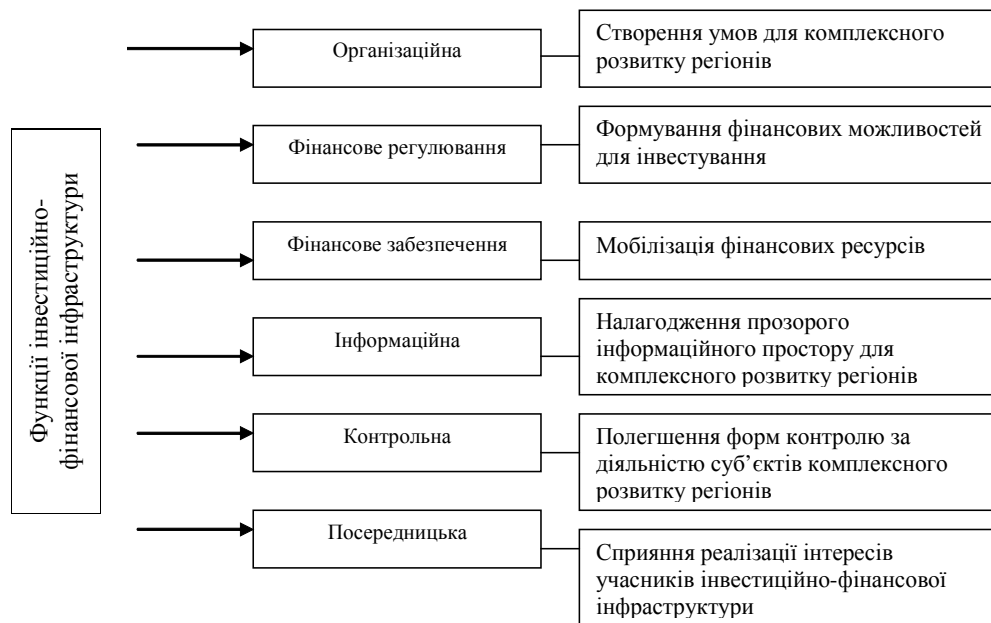 Функції інвестиційно-
фінансової інфраструктури
Організаційна
Створення умов для комплексного
розвитку регіонів
Фінансове регулювання
Формування фінансових можливостей
для інвестування
Фінансове забезпечення
Мобілізація фінансових ресурсів
Інформаційна
Налагодження прозорого
інформаційного простору для
комплексного розвитку регіонів
Контрольна
Полегшення форм контролю за
діяльністю суб’єктів комплексного
розвитку регіонів
Посередницька
Сприяння реалізації інтересів
учасників інвестиційно-фінансової
інфраструктури